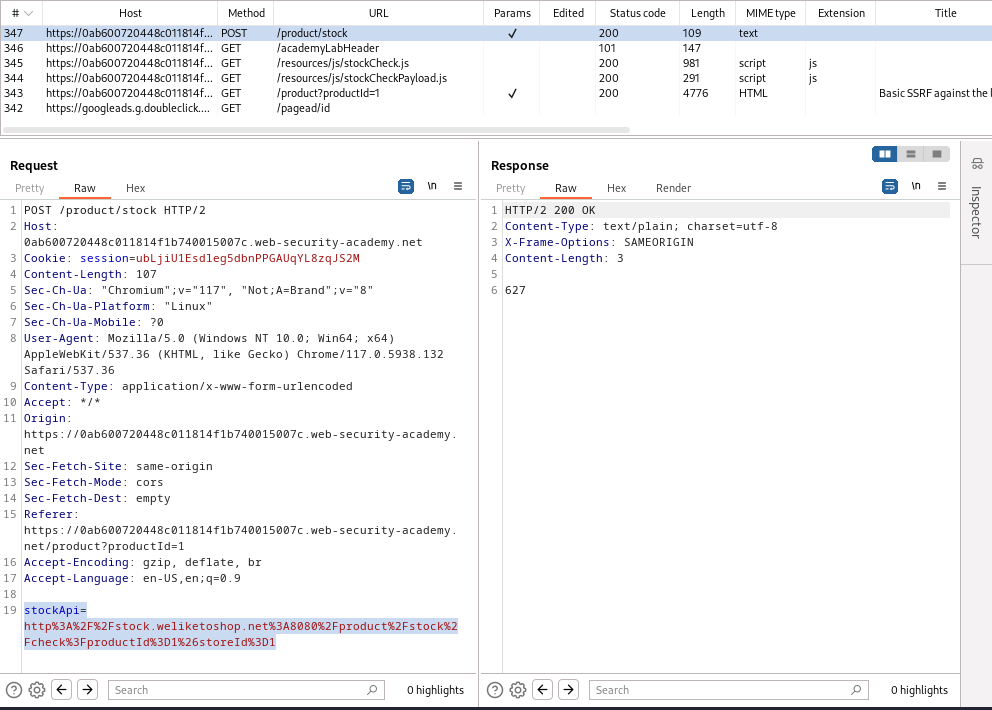 # Host Method URL Params Edited Status code Length MIME type Extension Title
347 https://0ab600720448c011814f... POST /product/stock ✓ 200 109 text
346 https://0ab600720448c011814f... GET /academyLabHeader 101 147
345 https://0ab600720448c011814f... GET /resources/js/stockCheck.js 200 981 script js
344 https://0ab600720448c011814f... GET /resources/js/stockCheckPayload.js 200 291 script js
343 https://0ab600720448c011814f... GET /product?productId=1 ✓ 200 4776 HTML Basic SSRF against the l
342 https://googleads.g.doubleclick.... GET /pagead/id
Request
Pretty Raw Hex
\n
1 POST /product/stock HTTP/2
2 Host:
0ab600720448c011814f1b740015007c.web-security-academy.net
3 Cookie: session=ubLjiU1Esdleg5dbnPPGAUqYL8zqJS2M
4 Content-Length: 107
5 Sec-Ch-Ua: "Chromium";v="117", "Not;A=Brand";v="8"
6 Sec-Ch-Ua-Platform: "Linux"
7 Sec-Ch-Ua-Mobile: ?0
8 User-Agent: Mozilla/5.0 (Windows NT 10.0; Win64; x64)
AppleWebKit/537.36 (KHTML, like Gecko) Chrome/117.0.5938.132
Safari/537.36
9 Content-Type: application/x-www-form-urlencoded
10 Accept: */*
11 Origin:
https://0ab600720448c011814f1b740015007c.web-security-academy.
net
12 Sec-Fetch-Site: same-origin
13 Sec-Fetch-Mode: cors
14 Sec-Fetch-Dest: empty
15 Referer:
https://0ab600720448c011814f1b740015007c.web-security-academy.
net/product?productId=1
16 Accept-Encoding: gzip, deflate, br
17 Accept-Language: en-US,en;q=0.9
18
19 stockApi=
http%3A%2F%2Fstock.weliketoshop.net%3A8080%2Fproduct%2Fstock%2
Fcheck%3FproductId%3D1%26storeId%3D1
Search
0 highlights
Response
Pretty Raw Hex Render
\n
1 HTTP/2 200 OK
2 Content-Type: text/plain; charset=utf-8
3 X-Frame-Options: SAMEORIGIN
4 Content-Length: 3
5
6 627
Search
0 highlights
Inspector